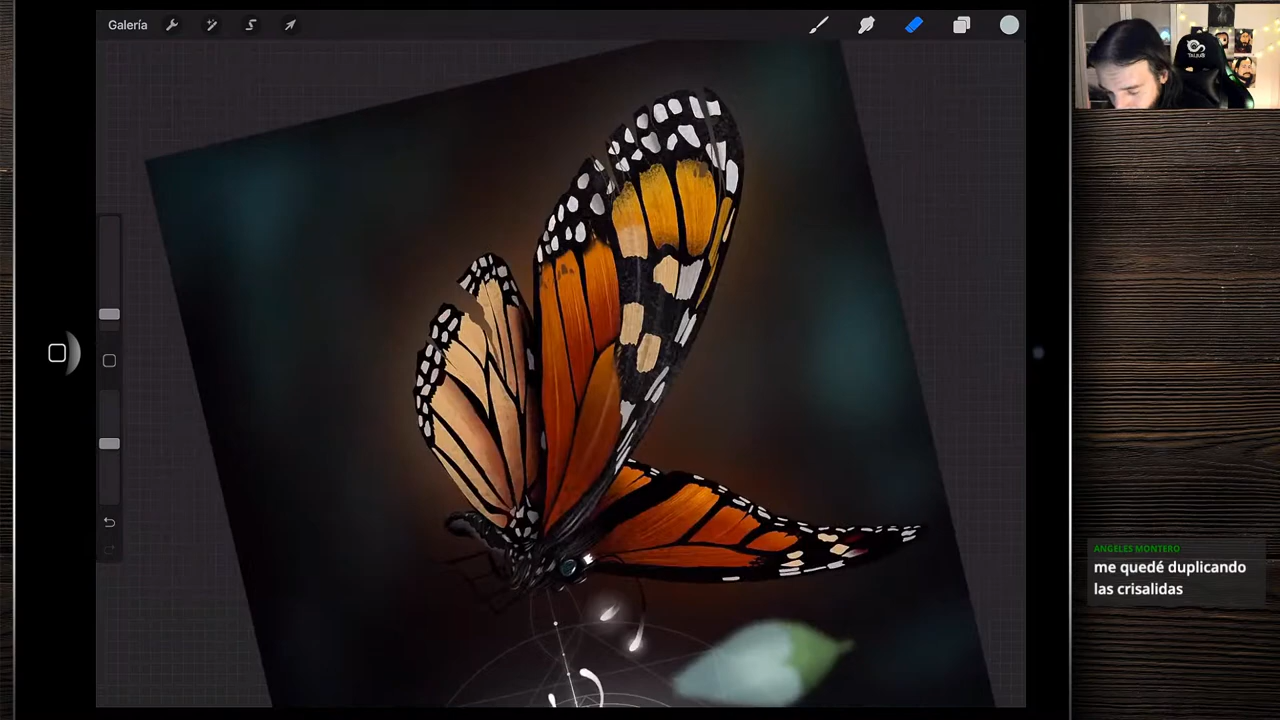 Galería
ANGELES MONTERO
me quedé duplicando
las crisalidas